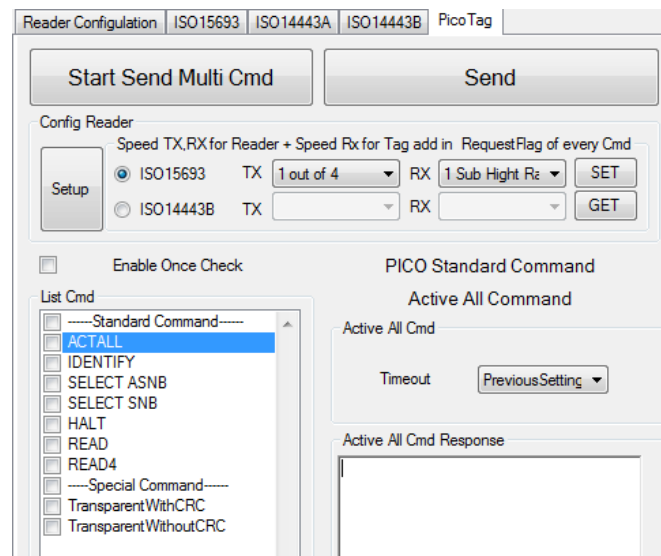 Reader Configulation ISO15693 ISO14443A ISO14443B PicoTag
Start Send Multi Cmd Send
Config Reader
Speed TX,RX for Reader + Speed Rx for Tag add in RequestFlag of every Cmd
Setup
ISO15693 TX 1 out of 4 RX 1 Sub Hight Ra SET
ISO14443B TX RX GET
Enable Once Check
PICO Standard Command
List Cmd
Active All Command
------Standard Command------
ACTALL
IDENTIFY
SELECT ASNB
SELECT SNB
HALT
READ
READ4
-----Special Command------
TransparentWithCRC
TransparentWithoutCRC
Active All Cmd
Timeout PreviousSetting
Active All Cmd Response